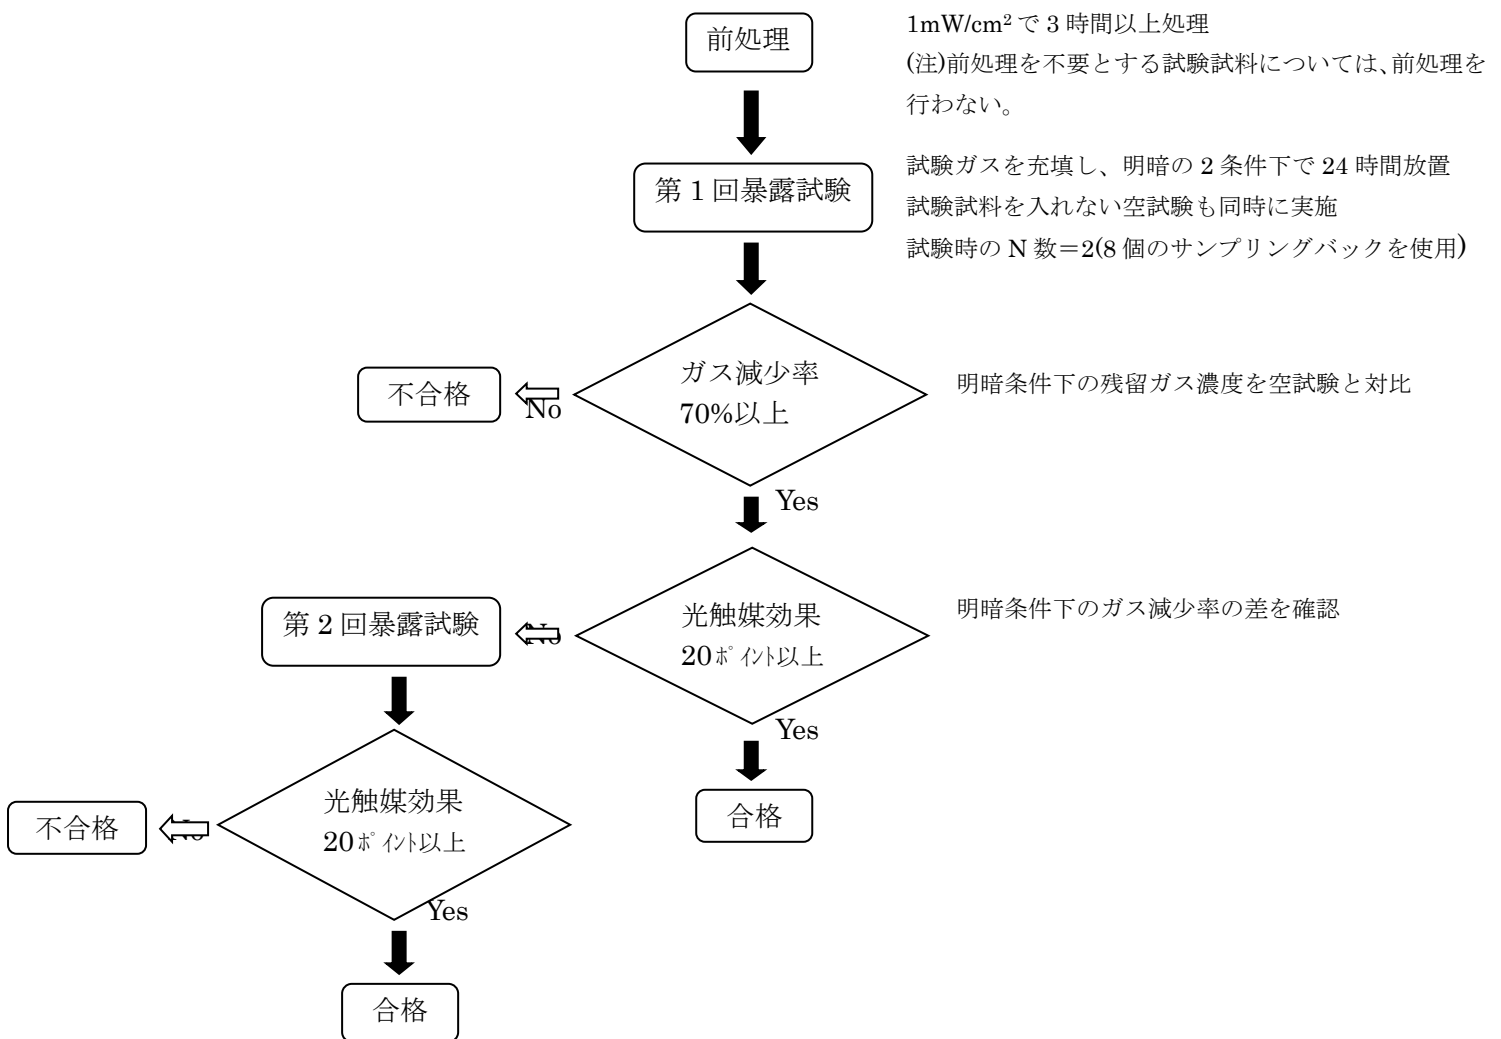 前処理
1mW/cm²で3時間以上処理
(注)前処理を不要とする試験試料については、前処理を
行わない。
第1回暴露試験
試験ガスを充填し、明暗の2条件下で24時間放置
試験試料を入れない空試験も同時に実施
試験時のN数＝2(8個のサンプリングバックを使用)
ガス減少率
70%以上
明暗条件下の残留ガス濃度を空試験と対比
No
不合格
Yes
光触媒効果
20ﾎﾟｲﾝﾄ以上
明暗条件下のガス減少率の差を確認
No
第2回暴露試験
Yes
合格
光触媒効果
20ﾎﾟｲﾝﾄ以上
No
不合格
Yes
合格